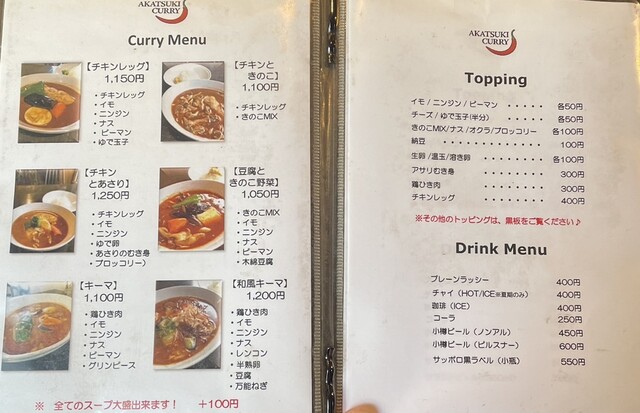 AKATSUKI
CURRY
Curry Menu
【チキンレッグ】
1,150円
・チキンレッグ
・イモ
・ニンジン
・ナス
・ピーマン
・ゆで玉子
【チキンと
きのこ】
1,100円
・チキンレッグ
・きのこMIX
【チキン
とあさり】
1,250円
・チキンレッグ
・イモ
・ニンジン
・ゆで卵
・あさりのむき身
・ブロッコリー)
【豆腐と
きのこ野菜】
1,050円
・きのこMIX
・イモ
・ニンジン
・ナス
・ピーマン
・木綿豆腐
【キーマ】
1,100円
・鶏ひき肉
・イモ
・ニンジン
・ナス
・ピーマン
・グリンピース
【和風キーマ】
1,200円
・鶏ひき肉
・イモ
・ニンジン
・ナス
・レンコン
・半熟卵
・豆腐
・万能ねぎ
※ 全てのスープ大盛出来ます! +100円
AKATSUKI
CURRY
Topping
イモ/ニンジン/ピーマン ・・・・・ 各50円
チーズ/ゆで玉子(半分) ・・・・・ 各50円
きのこMIX/ナス/オクラ/ブロッコリー 各100円
納豆 ・・・・・・・・・・・・ 100円
生卵/温玉/溶き卵 ・・・・・・・ 各100円
アサリむき身 ・・・・・・・・・ 300円
鶏ひき肉 ・・・・・・・・・・・ 300円
チキンレッグ ・・・・・・・・・ 400円
※その他のトッピングは、黒板をご覧ください♪
Drink Menu
プレーンラッシー 400円
チャイ(HOT/ICE※夏期のみ) 400円
珈琲(ICE) 400円
コーラ 250円
小樽ビール(ノンアル) 450円
小樽ビール(ピルスナー) 600円
サッポロ黒ラベル(小瓶) 550円